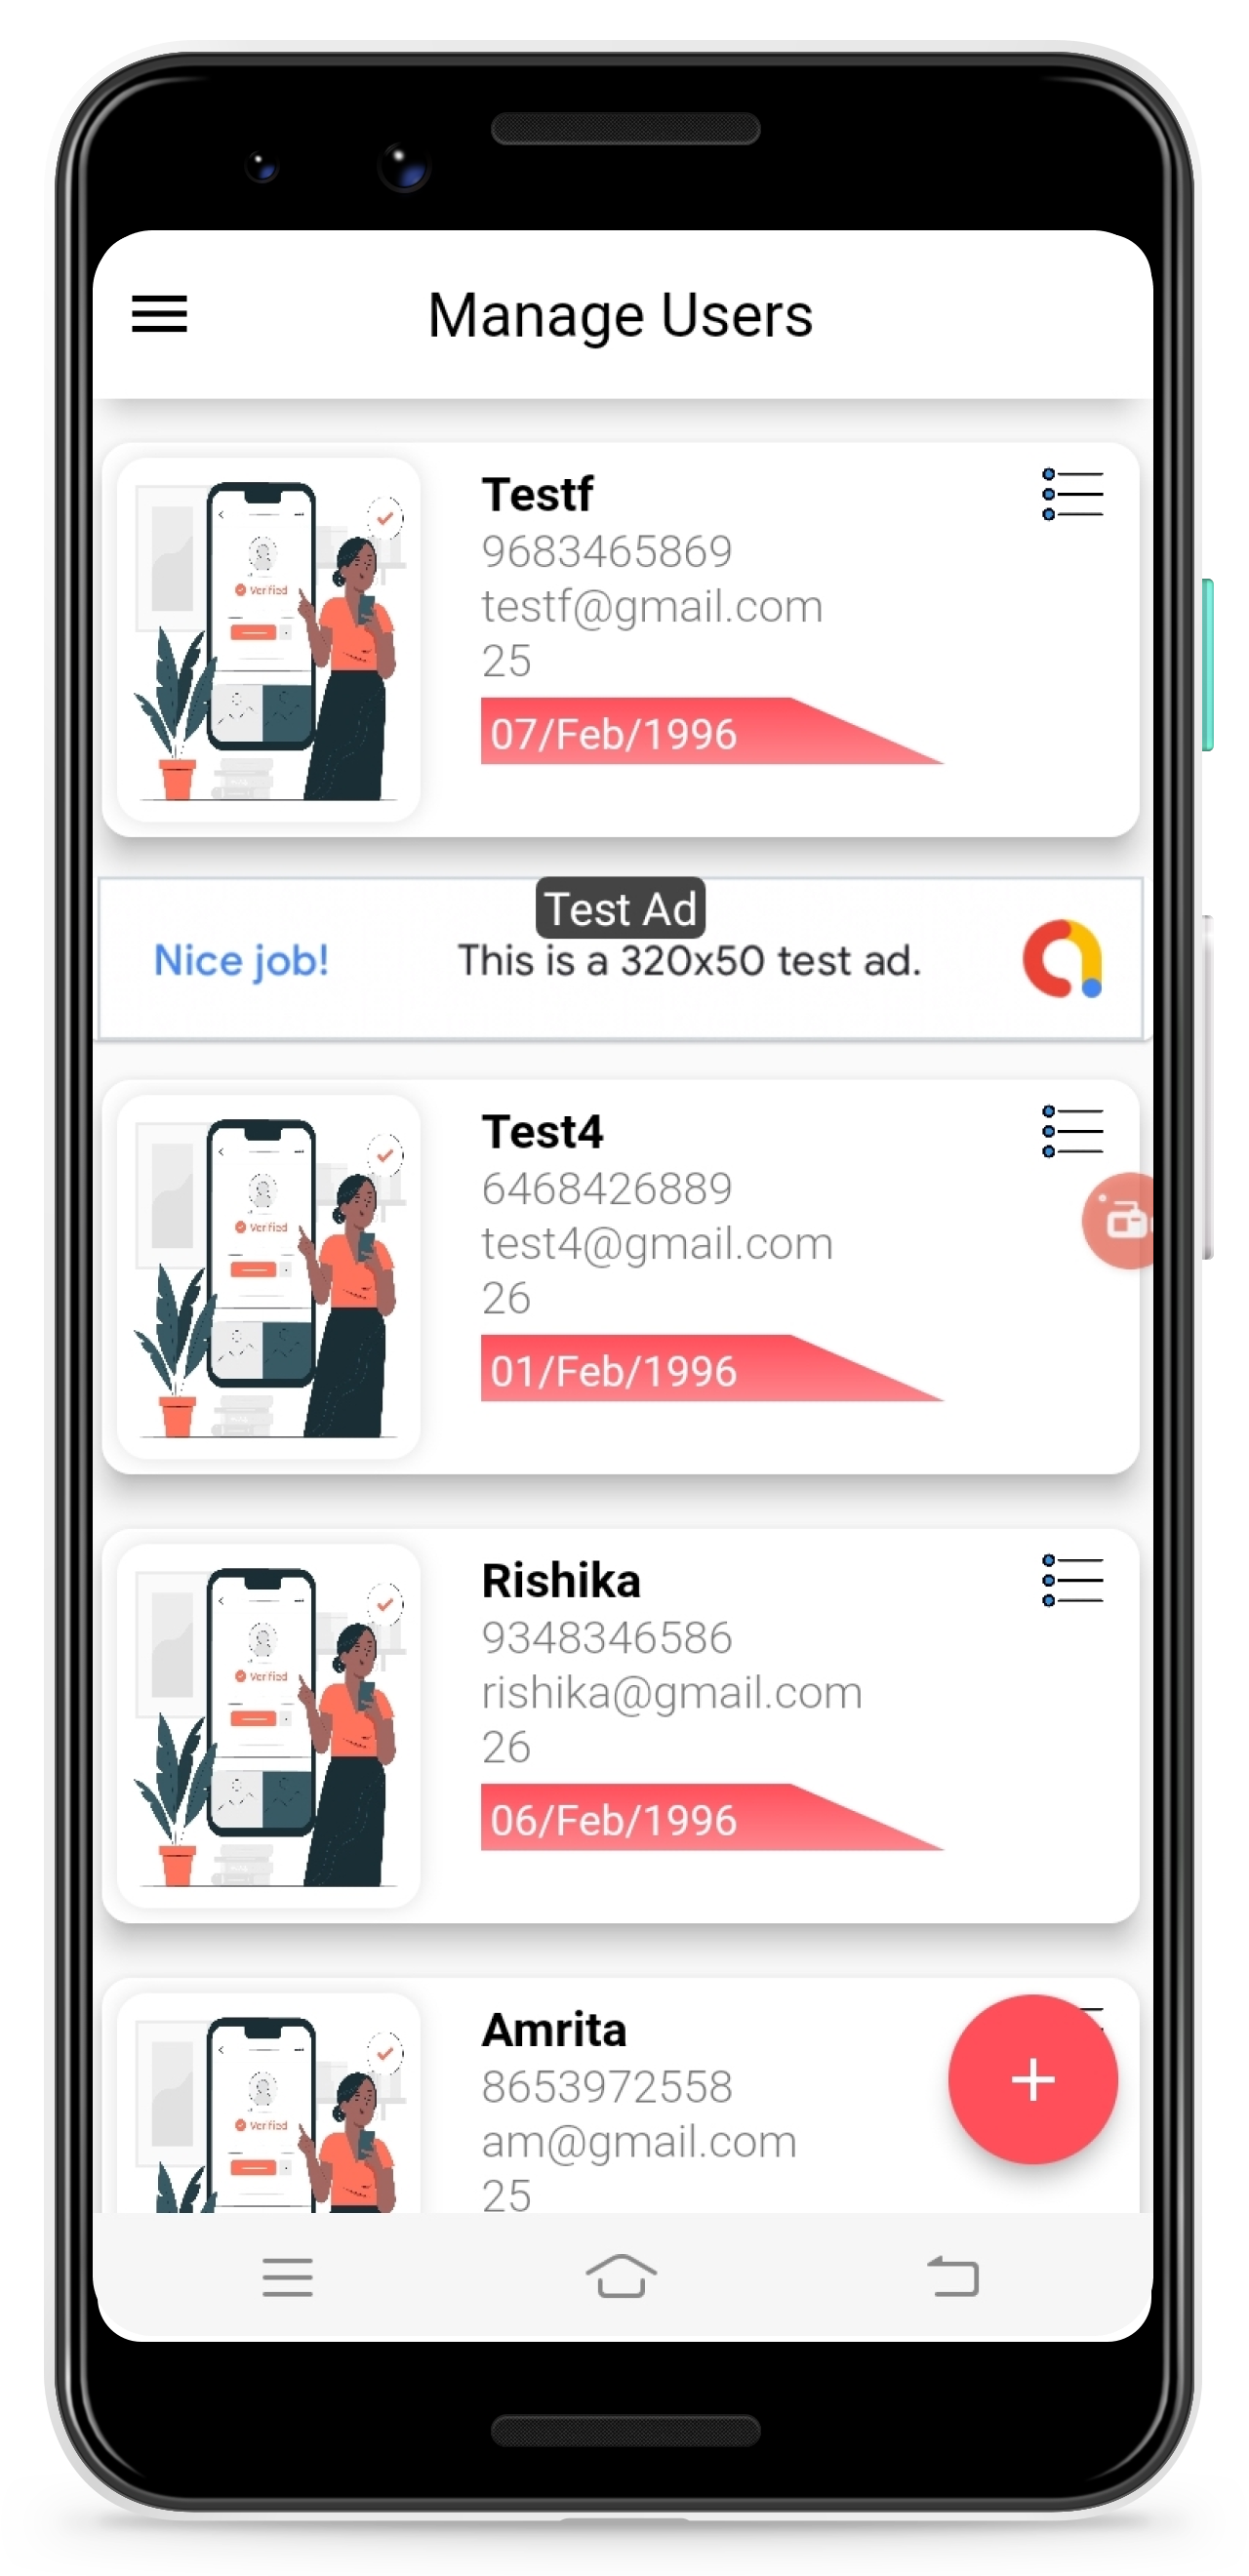 Manage Users
Testf
9683465869
testf@gmail.com
25
07/Feb/1996
Verified
Test Ad
Nice job!
This is a 320x50 test ad.
Test4
6468426889
test4@gmail.com
26
01/Feb/1996
Verified
Rishika
9348346586
rishika@gmail.com
26
06/Feb/1996
Verified
Amrita
8653972558
am@gmail.com
25
Verified
+